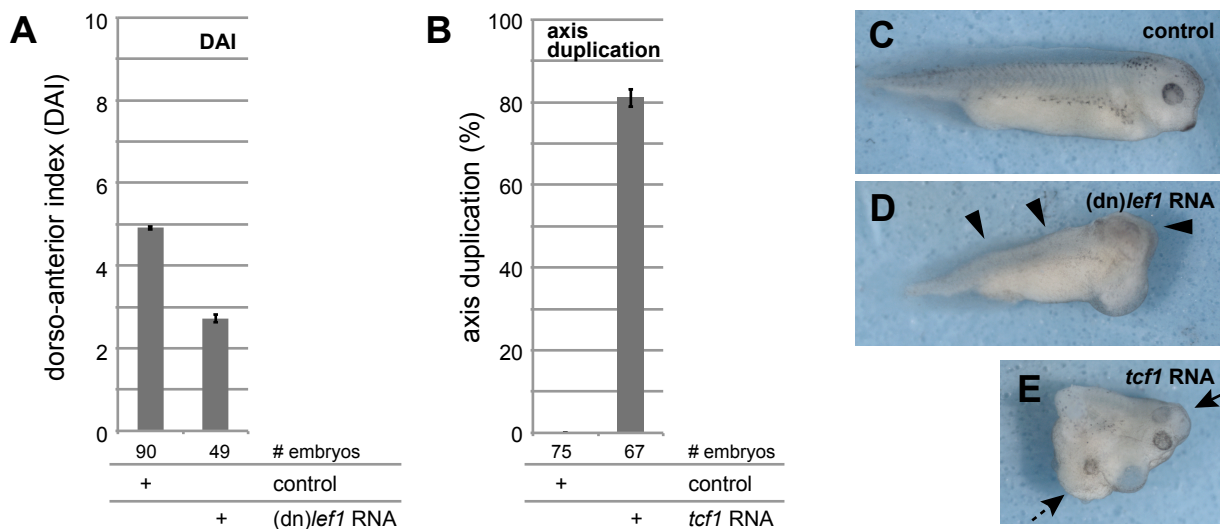 A
DAI
dorso-anterior index (DAI)
10
8
6
4
2
0
90 49 # embryos
+ control
+ (dn)lef1 RNA
B
axis
duplication
axis duplication (%)
100
80
60
40
20
0
75 67 # embryos
+ control
+ tcf1 RNA
C control
D (dn)lef1 RNA
E tcf1 RNA